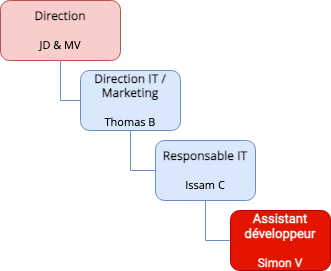 Direction
JD & MV
Direction IT /
Marketing
Thomas B
Responsable IT
Issam C
Assistant
développeur
Simon V